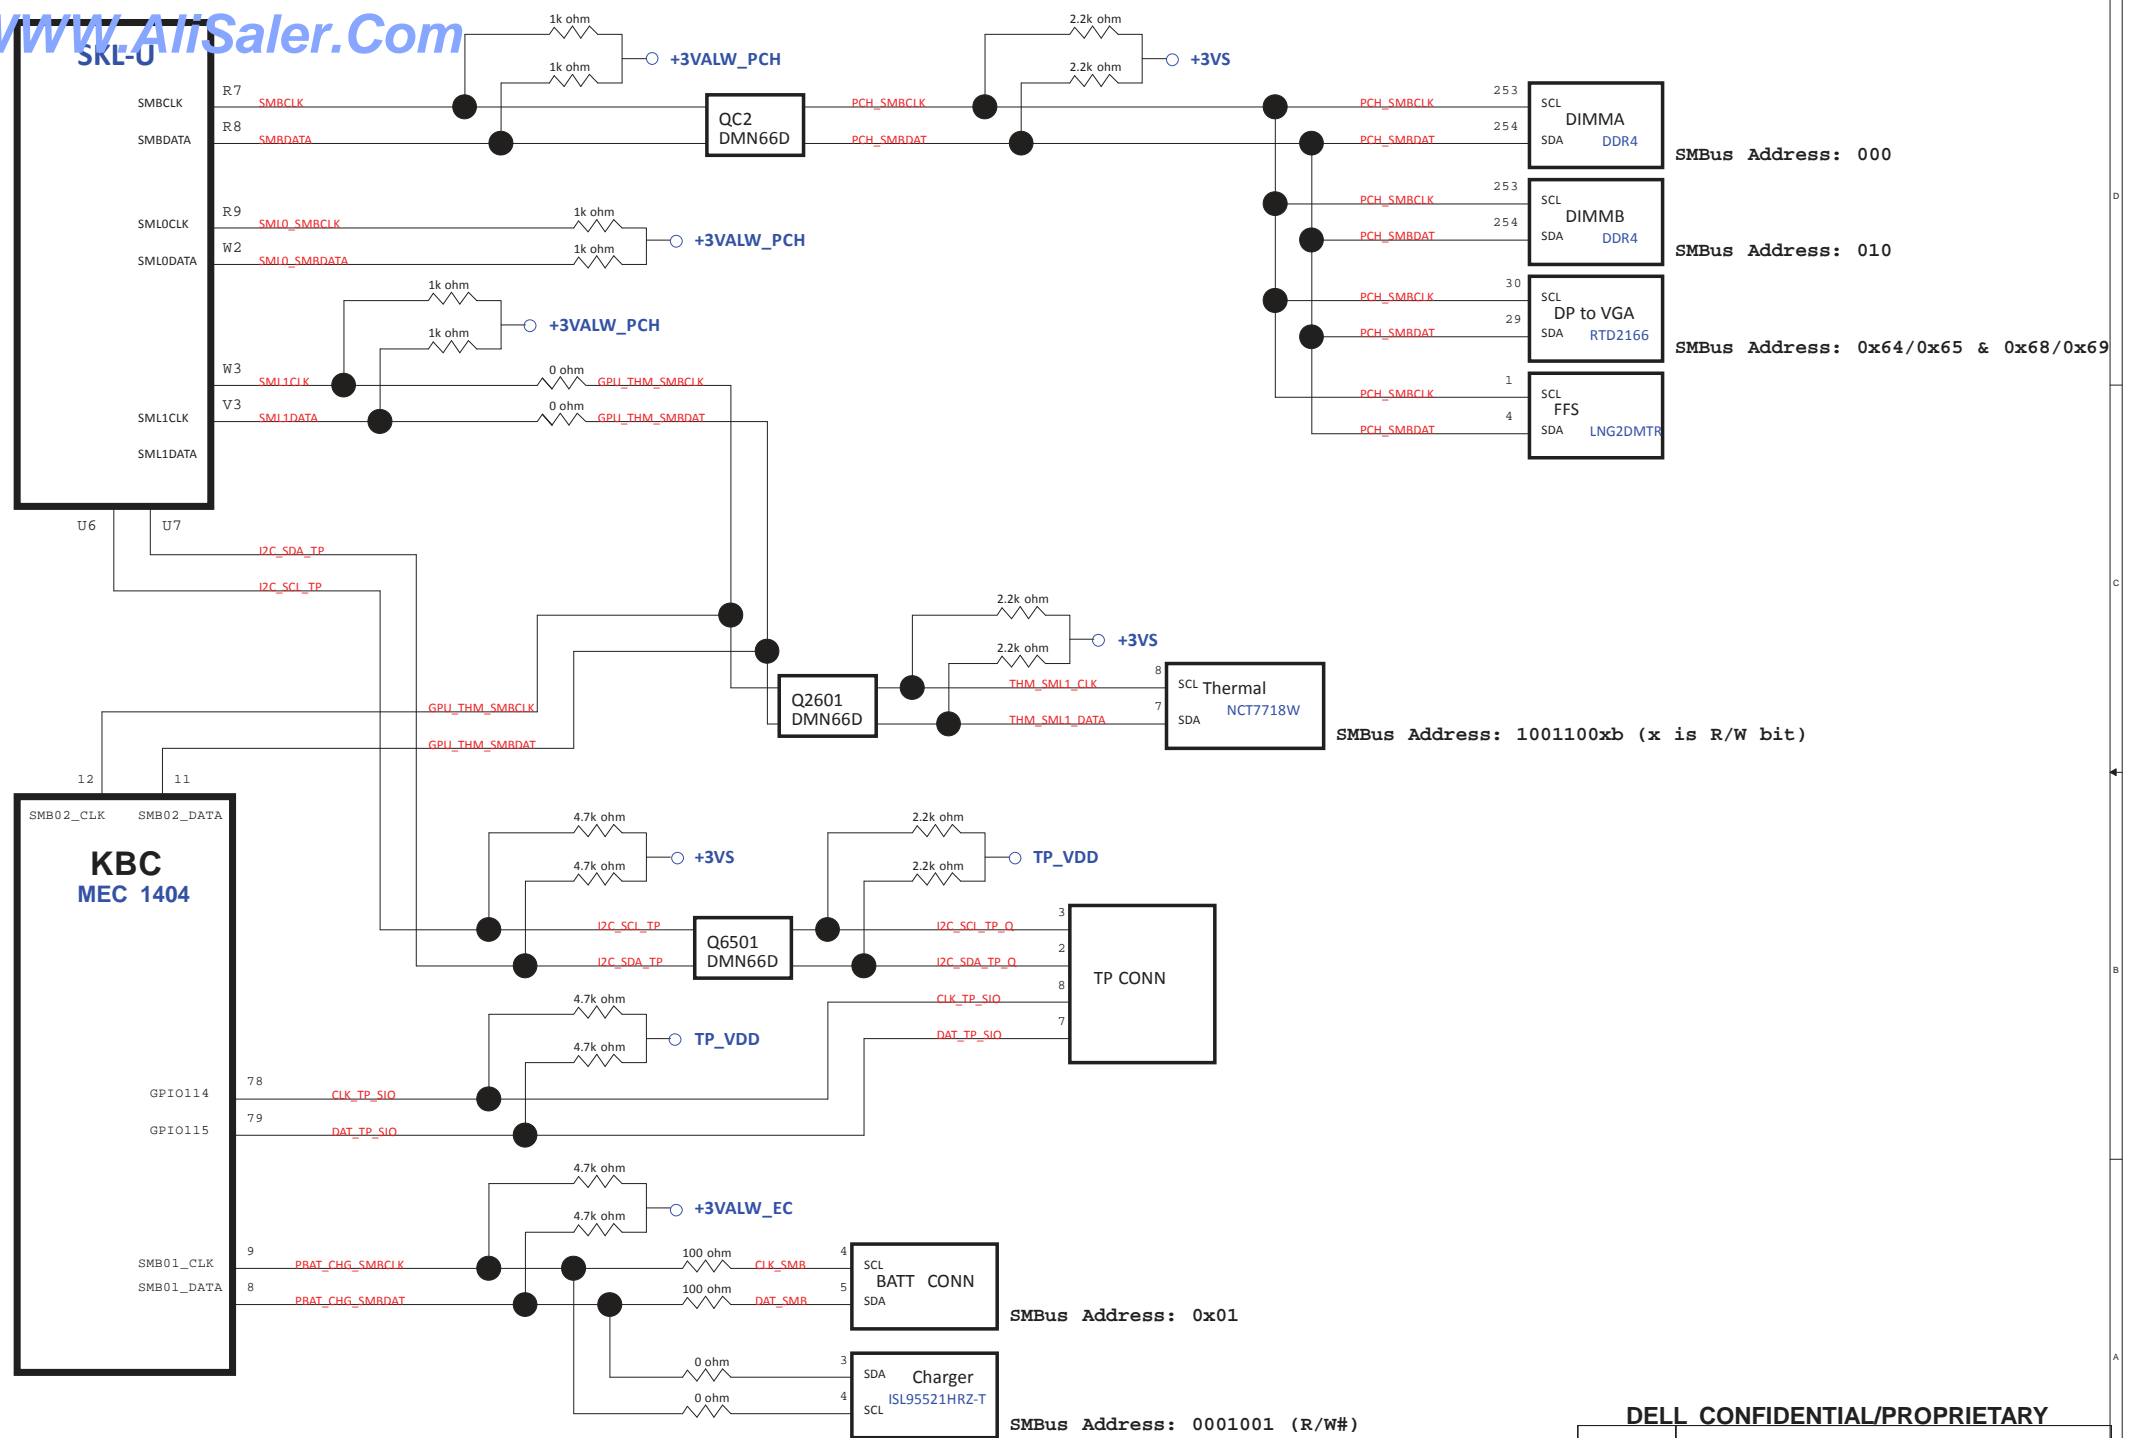 WWW.AliSaler.Com
SKL-U
1k ohm
1k ohm
+3VALW_PCH
2.2k ohm
2.2k ohm
+3VS
SMBCLK R7 SMBCLK
SMBDATA R8 SMBDATA
QC2
DMN66D
PCH_SMBCLK
PCH_SMBDAT
PCH_SMBCLK 253 SCL
DIMMA
PCH_SMBDAT 254 SDA DDR4
SMBus Address: 000
PCH_SMBCLK 253 SCL
DIMMB
PCH_SMBDAT 254 SDA DDR4
SMBus Address: 010
PCH_SMBCLK 30 SCL
DP to VGA
PCH_SMBDAT 29 SDA RTD2166
SMBus Address: 0x64/0x65 & 0x68/0x69
PCH_SMBCLK 1 SCL
FFS
PCH_SMBDAT 4 SDA LNG2DMTR
SML0CLK R9 SML0_SMBCLK 1k ohm
SML0DATA W2 SML0_SMBDATA 1k ohm
+3VALW_PCH
1k ohm
1k ohm
+3VALW_PCH
W3 SML1CLK 0 ohm GPU_THM_SMBCLK
V3 SML1DATA 0 ohm GPU_THM_SMBDAT
SML1CLK
SML1DATA
U6 U7
I2C_SDA_TP
I2C_SCL_TP
2.2k ohm
2.2k ohm
+3VS
Q2601
DMN66D
THM_SML1_CLK 8 SCL Thermal
NCT7718W
THM_SML1_DATA 7 SDA
SMBus Address: 1001100xb (x is R/W bit)
GPU_THM_SMBCLK
GPU_THM_SMBDAT
12 11
SMB02_CLK SMB02_DATA
KBC
MEC 1404
4.7k ohm
4.7k ohm
+3VS
2.2k ohm
2.2k ohm
TP_VDD
I2C_SCL_TP
I2C_SDA_TP
Q6501
DMN66D
I2C_SCL_TP_Q 3
I2C_SDA_TP_Q 2
CLK_TP_SIO 8
DAT_TP_SIO 7
TP CONN
4.7k ohm
4.7k ohm
TP_VDD
GPIO114 78 CLK_TP_SIO
GPIO115 79 DAT_TP_SIO
4.7k ohm
4.7k ohm
+3VALW_EC
SMB01_CLK 9 PBAT_CHG_SMBCLK 100 ohm CLK_SMB 4 SCL
BATT CONN
SMB01_DATA 8 PBAT_CHG_SMBDAT 100 ohm DAT_SMB 5 SDA
SMBus Address: 0x01
0 ohm 3 SDA Charger
ISL95521HRZ-T
0 ohm 4 SCL
SMBus Address: 0001001 (R/W#)
D
C
B
A
DELL CONFIDENTIAL/PROPRIETARY